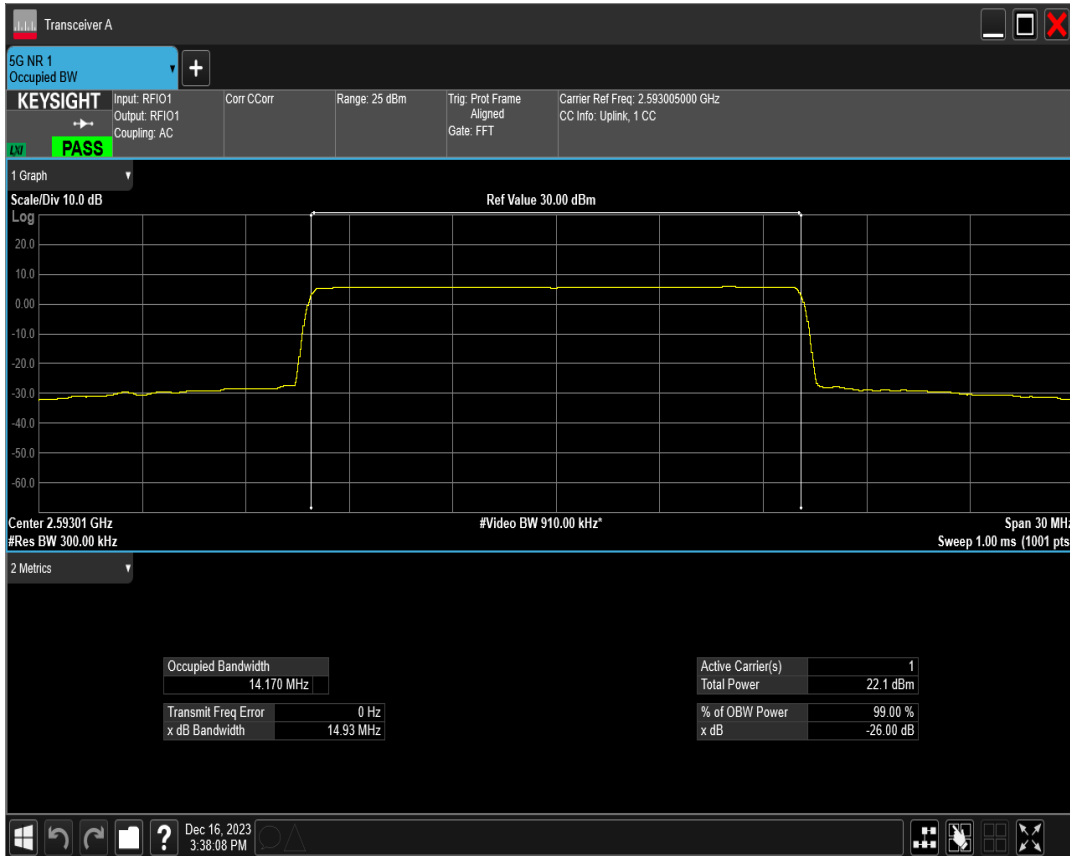 Transceiver A
5G NR 1
Occupied BW
KEYSIGHT
LXI
PASS
Input: RFIO1
Output: RFIO1
Coupling: AC
Corr CCorr
Range: 25 dBm
Trig: Prot Frame
Aligned
Gate: FFT
Carrier Ref Freq: 2.593005000 GHz
CC Info: Uplink, 1 CC
1 Graph
Scale/Div 10.0 dB
Ref Value 30.00 dBm
Log
20.0
10.0
0.00
-10.0
-20.0
-30.0
-40.0
-50.0
-60.0
Center 2.59301 GHz
#Video BW 910.00 kHz*
Span 30 MHz
#Res BW 300.00 kHz
Sweep 1.00 ms (1001 pts
2 Metrics
Occupied Bandwidth
14.170 MHz
Transmit Freq Error 0 Hz
x dB Bandwidth 14.93 MHz
Active Carrier(s) 1
Total Power 22.1 dBm
% of OBW Power 99.00 %
x dB -26.00 dB
?
Dec 16, 2023
3:38:08 PM